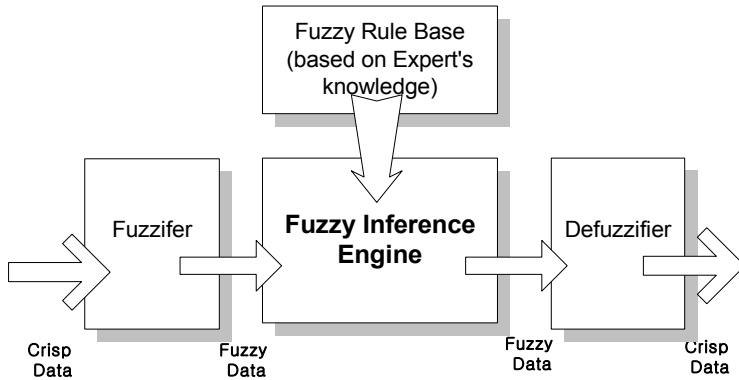 Fuzzy Rule Base
(based on Expert's
knowledge)
Fuzzifer
Fuzzy Inference
Engine
Defuzzifier
Crisp
Data
Fuzzy
Data
Fuzzy
Data
Crisp
Data